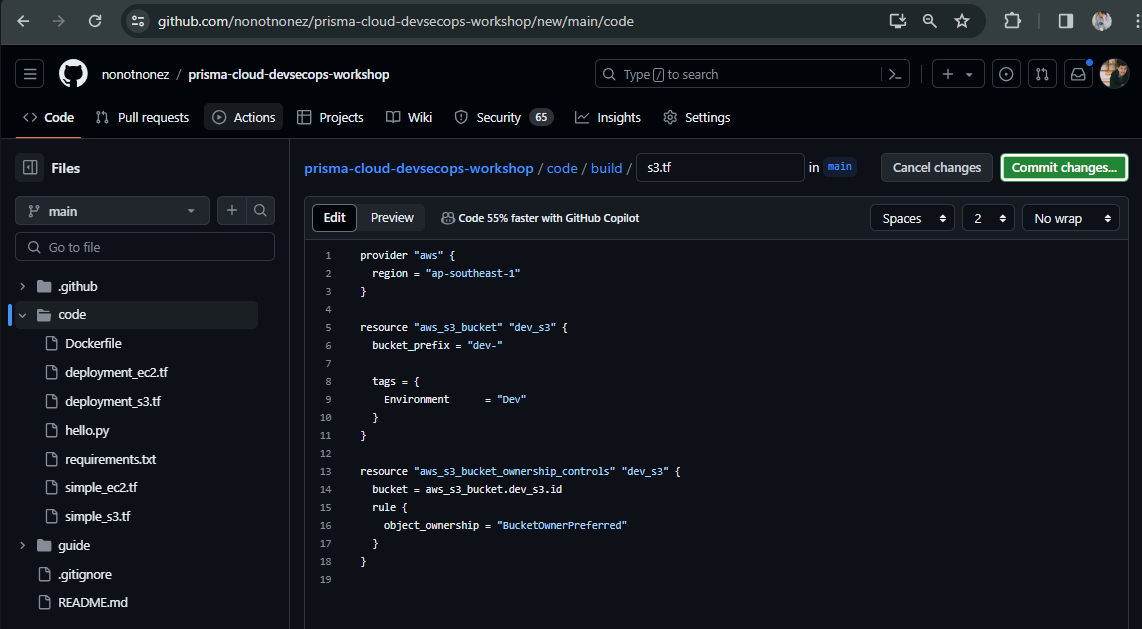 github.com/nonotnonez/prisma-cloud-devsecops-workshop/new/main/code
nonotnonez / prisma-cloud-devsecops-workshop
Type / to search
Code Pull requests Actions Projects Wiki Security 65 Insights Settings
Files
main
Go to file
.github
code
Dockerfile
deployment_ec2.tf
deployment_s3.tf
hello.py
requirements.txt
simple_ec2.tf
simple_s3.tf
guide
.gitignore
README.md
prisma-cloud-devsecops-workshop / code / build / s3.tf in main
Cancel changes Commit changes...
Edit Preview Code 55% faster with GitHub Copilot Spaces 2 No wrap
1 provider "aws" {
2 region = "ap-southeast-1"
3 }
4
5 resource "aws_s3_bucket" "dev_s3" {
6 bucket_prefix = "dev-"
7
8 tags = {
9 Environment      = "Dev"
10 }
11 }
12
13 resource "aws_s3_bucket_ownership_controls" "dev_s3" {
14 bucket = aws_s3_bucket.dev_s3.id
15 rule {
16 object_ownership = "BucketOwnerPreferred"
17 }
18 }
19